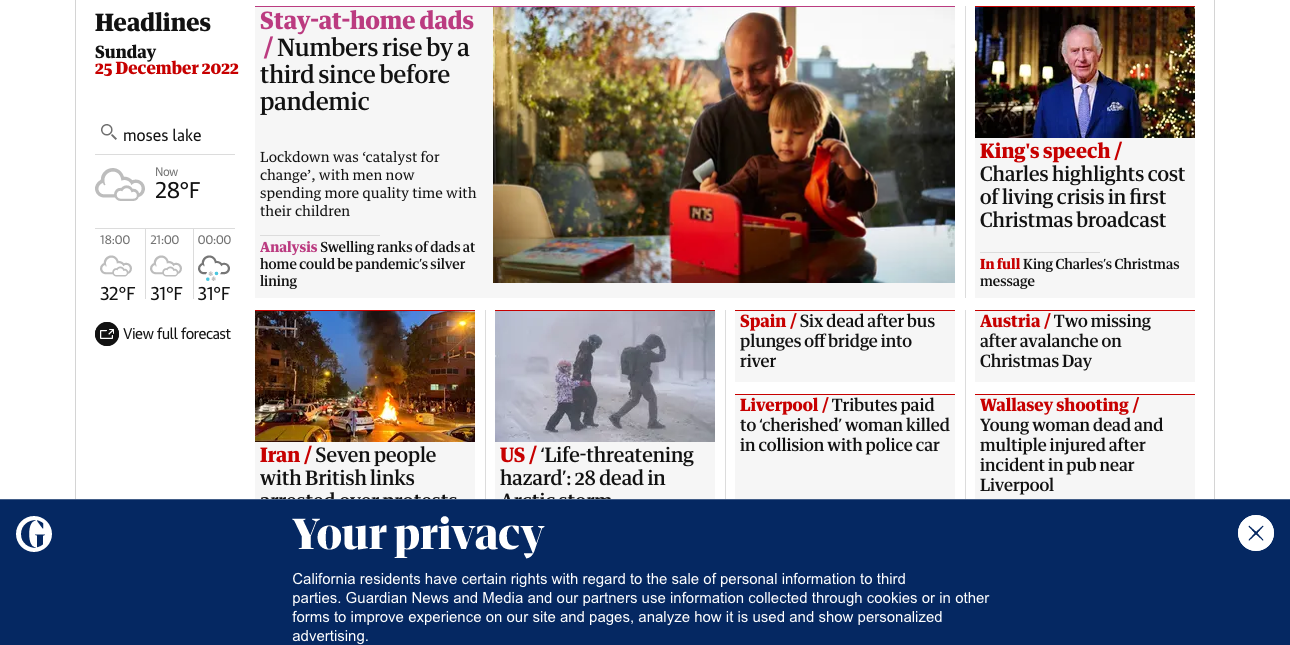 Headlines
Sunday
25 December 2022
moses lake
Now
28°F
18:00
21:00
00:00
32°F
31°F
31°F
View full forecast
Stay-at-home dads
/ Numbers rise by a
third since before
pandemic
Lockdown was ‘catalyst for
change’, with men now
spending more quality time with
their children
Analysis Swelling ranks of dads at
home could be pandemic’s silver
lining
1475
King's speech /
Charles highlights cost
of living crisis in first
Christmas broadcast
In full King Charles’s Christmas
message
Iran / Seven people
with British links
arrested over protests
US / ‘Life-threatening
hazard’: 28 dead in
Arctic storm
Spain / Six dead after bus
plunges off bridge into
river
Liverpool / Tributes paid
to ‘cherished’ woman killed
in collision with police car
Austria / Two missing
after avalanche on
Christmas Day
Wallasey shooting /
Young woman dead and
multiple injured after
incident in pub near
Liverpool
G
Your privacy
California residents have certain rights with regard to the sale of personal information to third
parties. Guardian News and Media and our partners use information collected through cookies or in other
forms to improve experience on our site and pages, analyze how it is used and show personalized
advertising.